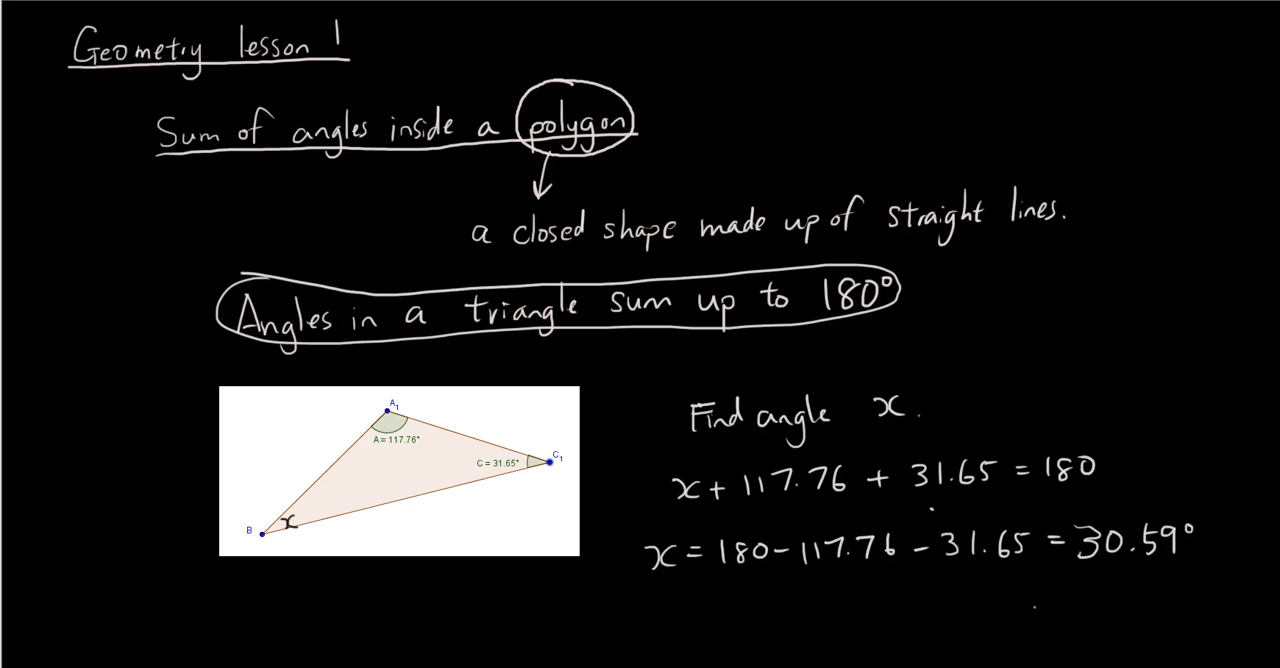 Geometry lesson 1
Sum of angles inside a polygon
a closed shape made up of straight lines.
Angles in a triangle sum up to 180°
A₁
A = 117.76°
C₁
C = 31.65°
B
x
Find angle x.
x + 117.76 + 31.65 = 180
x = 180 - 117.76 - 31.65 = 30.59°